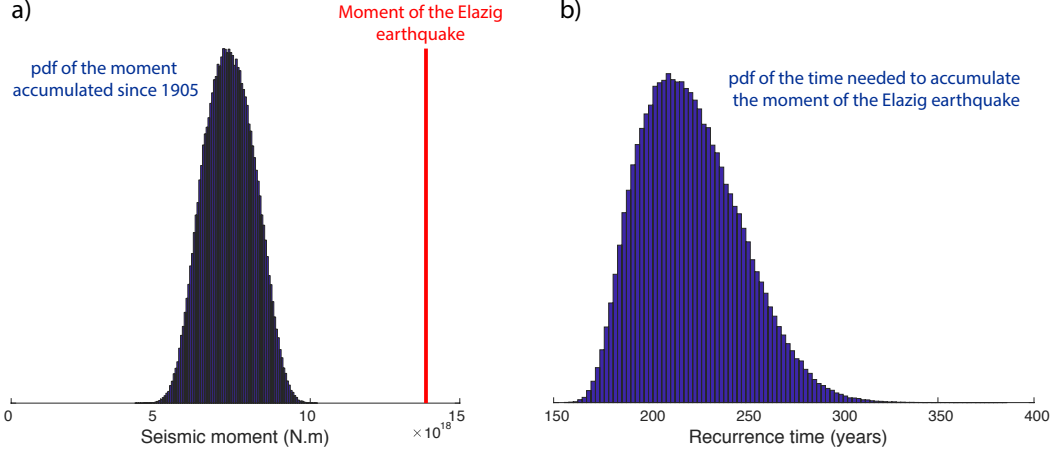 a)
Moment of the Elazig
earthquake
pdf of the moment
accumulated since 1905
0 5 10 15
×10¹⁸
Seismic moment (N.m)
b)
pdf of the time needed to accumulate
the moment of the Elazig earthquake
150 200 250 300 350 400
Recurrence time (years)